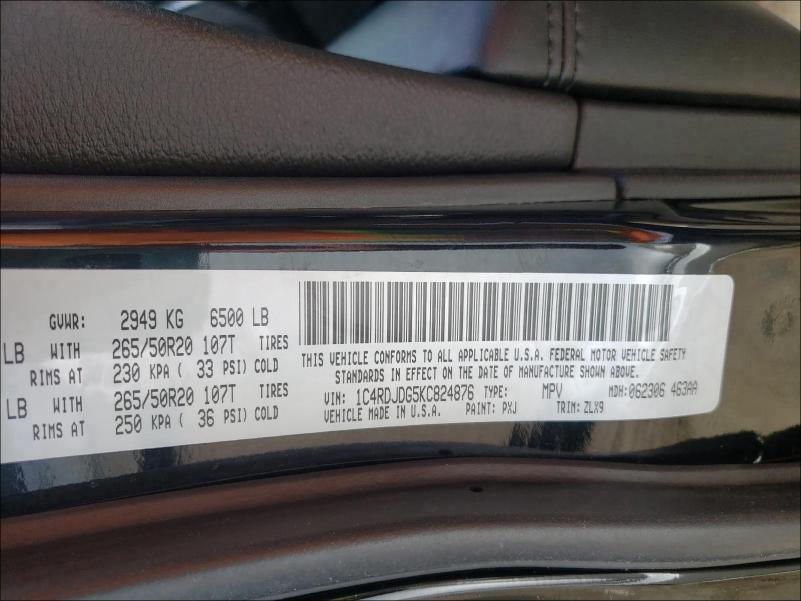 GVWR: 2949 KG 6500 LB
LB WITH 265/50R20 107T TIRES
RIMS AT 230 KPA ( 33 PSI) COLD
LB WITH 265/50R20 107T TIRES
RIMS AT 250 KPA ( 36 PSI) COLD
THIS VEHICLE CONFORMS TO ALL APPLICABLE U.S.A. FEDERAL MOTOR VEHICLE SAFETY
STANDARDS IN EFFECT ON THE DATE OF MANUFACTURE SHOWN ABOVE.
VIN: 1C4RDJDG5KC824876 TYPE: MPV MDH: 062306 463AA
VEHICLE MADE IN U.S.A. PAINT: PXJ TRIM: ZLX9